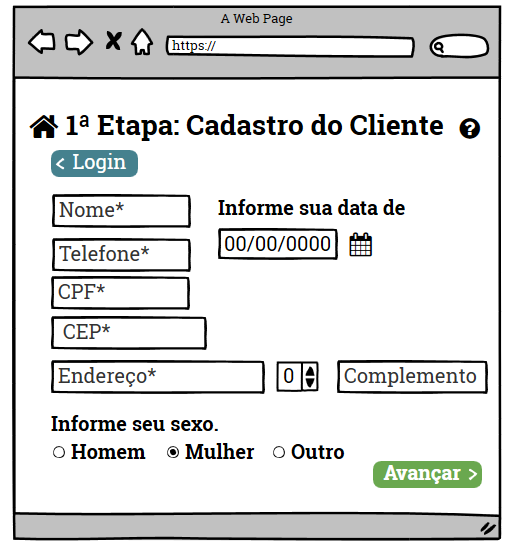 A Web Page
https://
1ª Etapa: Cadastro do Cliente ?
< Login
Nome*
Informe sua data de
Telefone*
00/00/0000
CPF*
CEP*
Endereço*
0
Complemento
Informe seu sexo.
Homem Mulher Outro
Avançar >